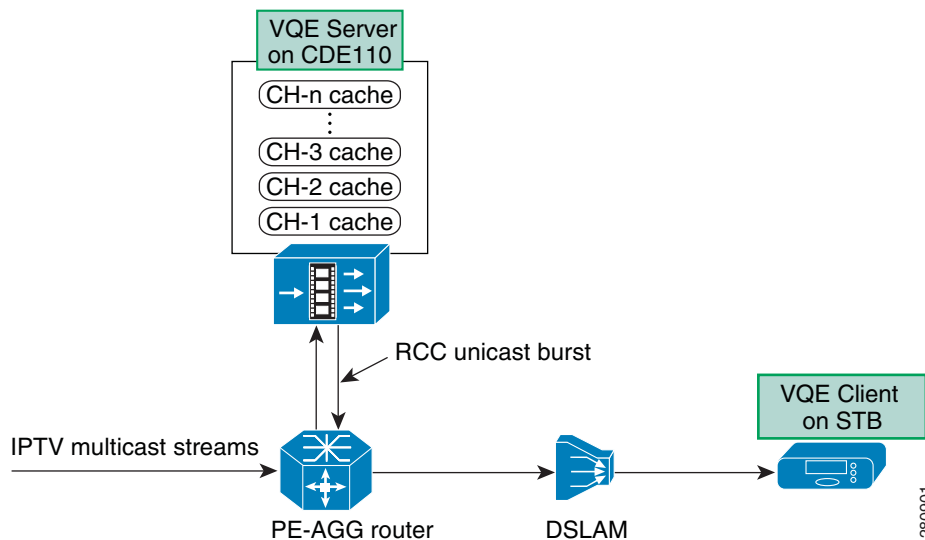 VQE Server
on CDE110
CH-n cache
CH-3 cache
CH-2 cache
CH-1 cache
RCC unicast burst
VQE Client
on STB
IPTV multicast streams
PE-AGG router
DSLAM